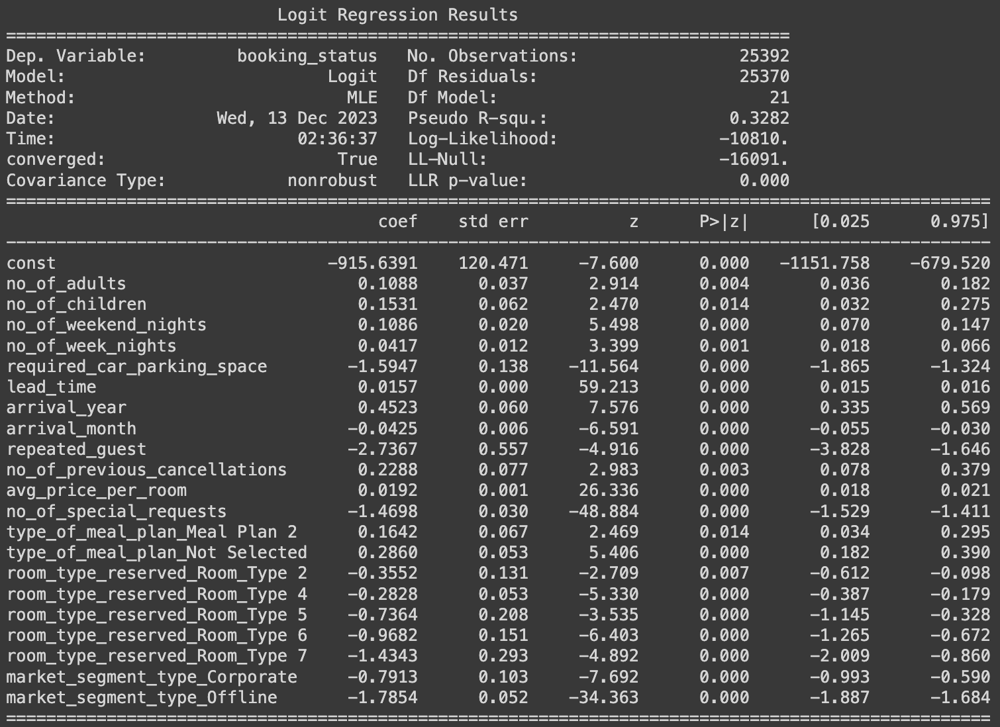 Logit Regression Results
==============================================================================
Dep. Variable: booking_status No. Observations: 25392
Model: Logit Df Residuals: 25370
Method: MLE Df Model: 21
Date: Wed, 13 Dec 2023 Pseudo R-squ.: 0.3282
Time: 02:36:37 Log-Likelihood: -10810.
converged: True LL-Null: -16091.
Covariance Type: nonrobust LLR p-value: 0.000
==================================================================================================
coef std err z P>|z| [0.025 0.975]
--------------------------------------------------------------------------------------------------
const -915.6391 120.471 -7.600 0.000 -1151.758 -679.520
no_of_adults 0.1088 0.037 2.914 0.004 0.036 0.182
no_of_children 0.1531 0.062 2.470 0.014 0.032 0.275
no_of_weekend_nights 0.1086 0.020 5.498 0.000 0.070 0.147
no_of_week_nights 0.0417 0.012 3.399 0.001 0.018 0.066
required_car_parking_space -1.5947 0.138 -11.564 0.000 -1.865 -1.324
lead_time 0.0157 0.000 59.213 0.000 0.015 0.016
arrival_year 0.4523 0.060 7.576 0.000 0.335 0.569
arrival_month -0.0425 0.006 -6.591 0.000 -0.055 -0.030
repeated_guest -2.7367 0.557 -4.916 0.000 -3.828 -1.646
no_of_previous_cancellations 0.2288 0.077 2.983 0.003 0.078 0.379
avg_price_per_room 0.0192 0.001 26.336 0.000 0.018 0.021
no_of_special_requests -1.4698 0.030 -48.884 0.000 -1.529 -1.411
type_of_meal_plan_Meal Plan 2 0.1642 0.067 2.469 0.014 0.034 0.295
type_of_meal_plan_Not Selected 0.2860 0.053 5.406 0.000 0.182 0.390
room_type_reserved_Room_Type 2 -0.3552 0.131 -2.709 0.007 -0.612 -0.098
room_type_reserved_Room_Type 4 -0.2828 0.053 -5.330 0.000 -0.387 -0.179
room_type_reserved_Room_Type 5 -0.7364 0.208 -3.535 0.000 -1.145 -0.328
room_type_reserved_Room_Type 6 -0.9682 0.151 -6.403 0.000 -1.265 -0.672
room_type_reserved_Room_Type 7 -1.4343 0.293 -4.892 0.000 -2.009 -0.860
market_segment_type_Corporate -0.7913 0.103 -7.692 0.000 -0.993 -0.590
market_segment_type_Offline -1.7854 0.052 -34.363 0.000 -1.887 -1.684
==================================================================================================